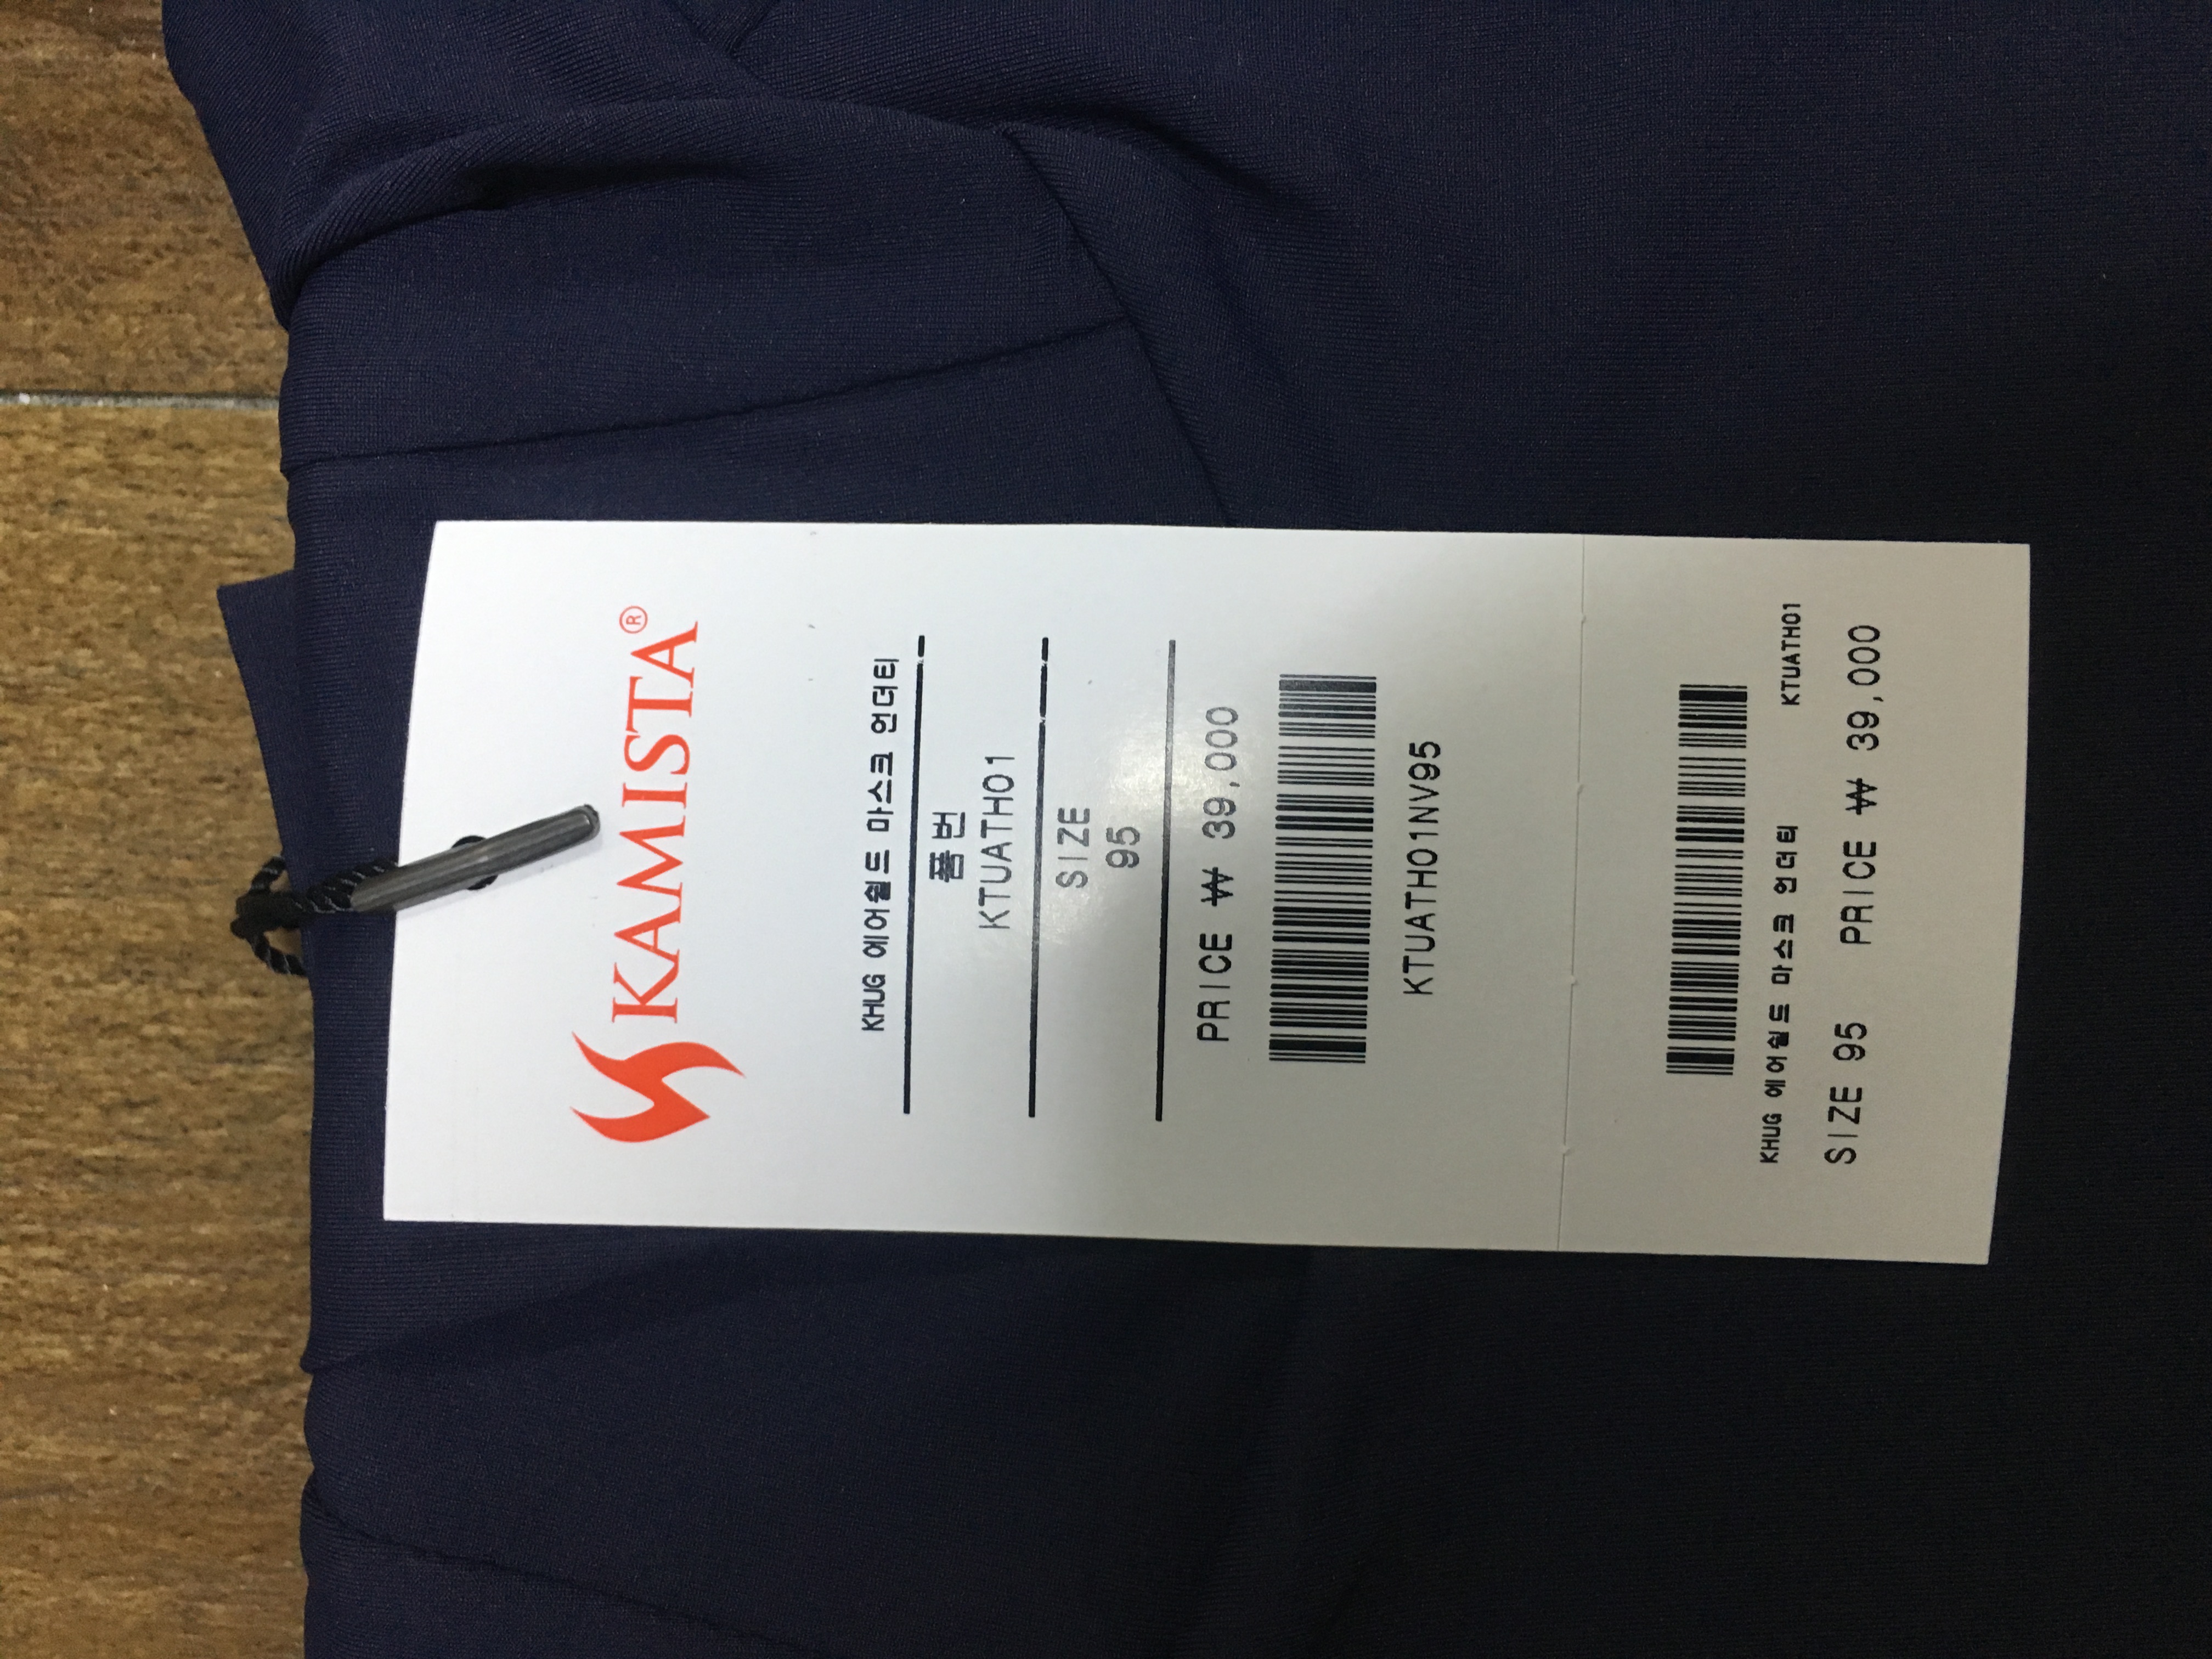 KAMISTA®
KHUG 에어쉴드 마스크 언더티
품번
KTUATH01
SIZE
95
PRICE ₩ 39,000
KTUATH01NV95
KHUG 에어쉴드 마스크 언더티 KTUATH01
SIZE 95 PRICE ₩ 39,000